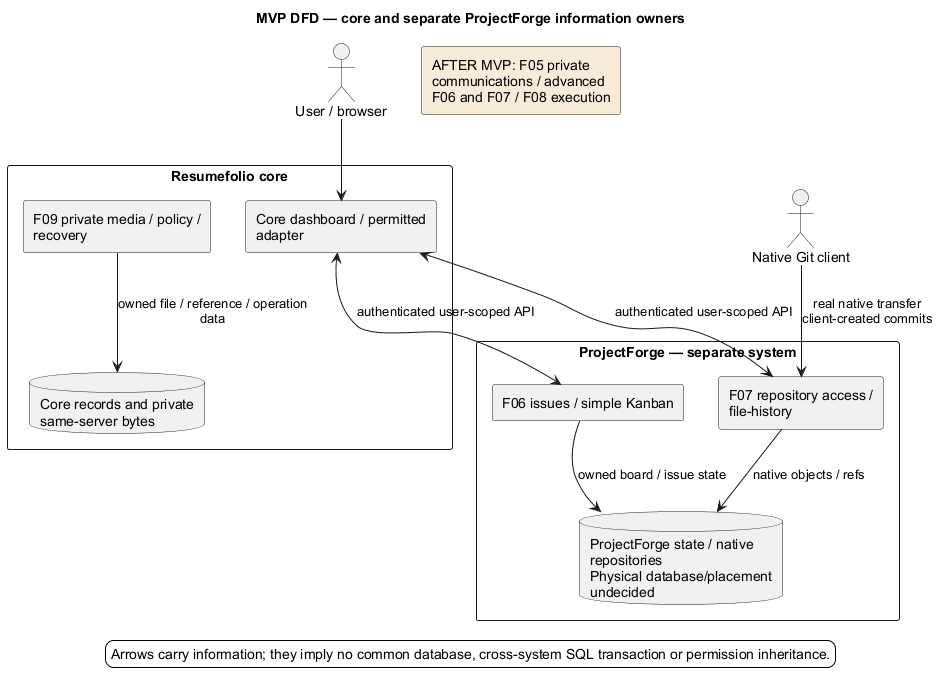 MVP DFD — core and separate ProjectForge information owners
AFTER MVP: F05 private
communications / advanced
F06 and F07 / F08 execution
User / browser
Resumefolio core
F09 private media / policy /
recovery
Core dashboard / permitted
adapter
Native Git client
owned file / reference / operation
data
authenticated user-scoped API
authenticated user-scoped API
real native transfer
client-created commits
ProjectForge — separate system
Core records and private
same-server bytes
F06 issues / simple Kanban
F07 repository access /
file-history
owned board / issue state
native objects / refs
ProjectForge state / native
repositories
Physical database/placement
undecided
Arrows carry information; they imply no common database, cross-system SQL transaction or permission inheritance.